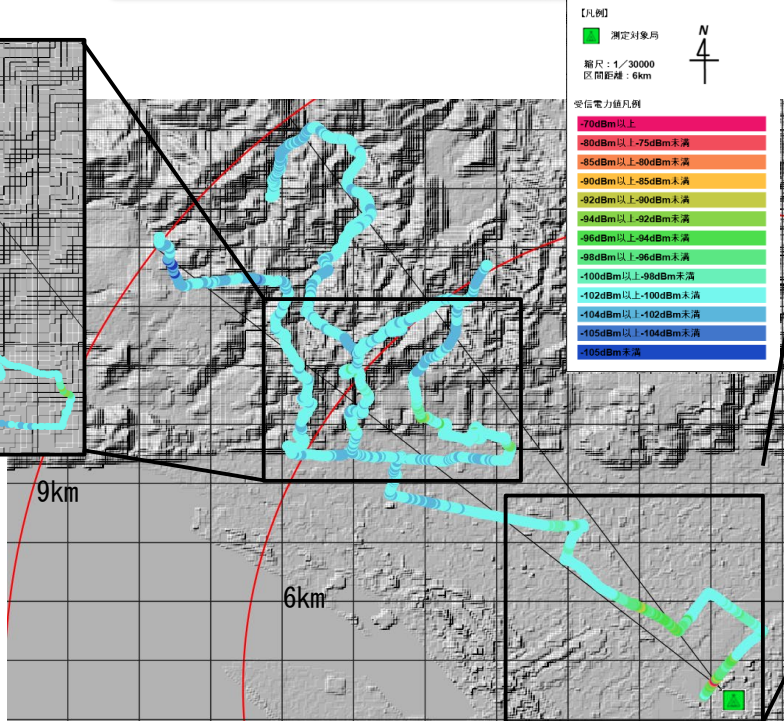 【凡例】
測定対象局
N
縮尺：1／30000
区間距離：6km
受信電力値凡例
-70dBm以上
-80dBm以上-75dBm未満
-85dBm以上-80dBm未満
-90dBm以上-85dBm未満
-92dBm以上-90dBm未満
-94dBm以上-92dBm未満
-96dBm以上-94dBm未満
-98dBm以上-96dBm未満
-100dBm以上-98dBm未満
-102dBm以上-100dBm未満
-104dBm以上-102dBm未満
-105dBm以上-104dBm未満
-105dBm未満
9km
6km